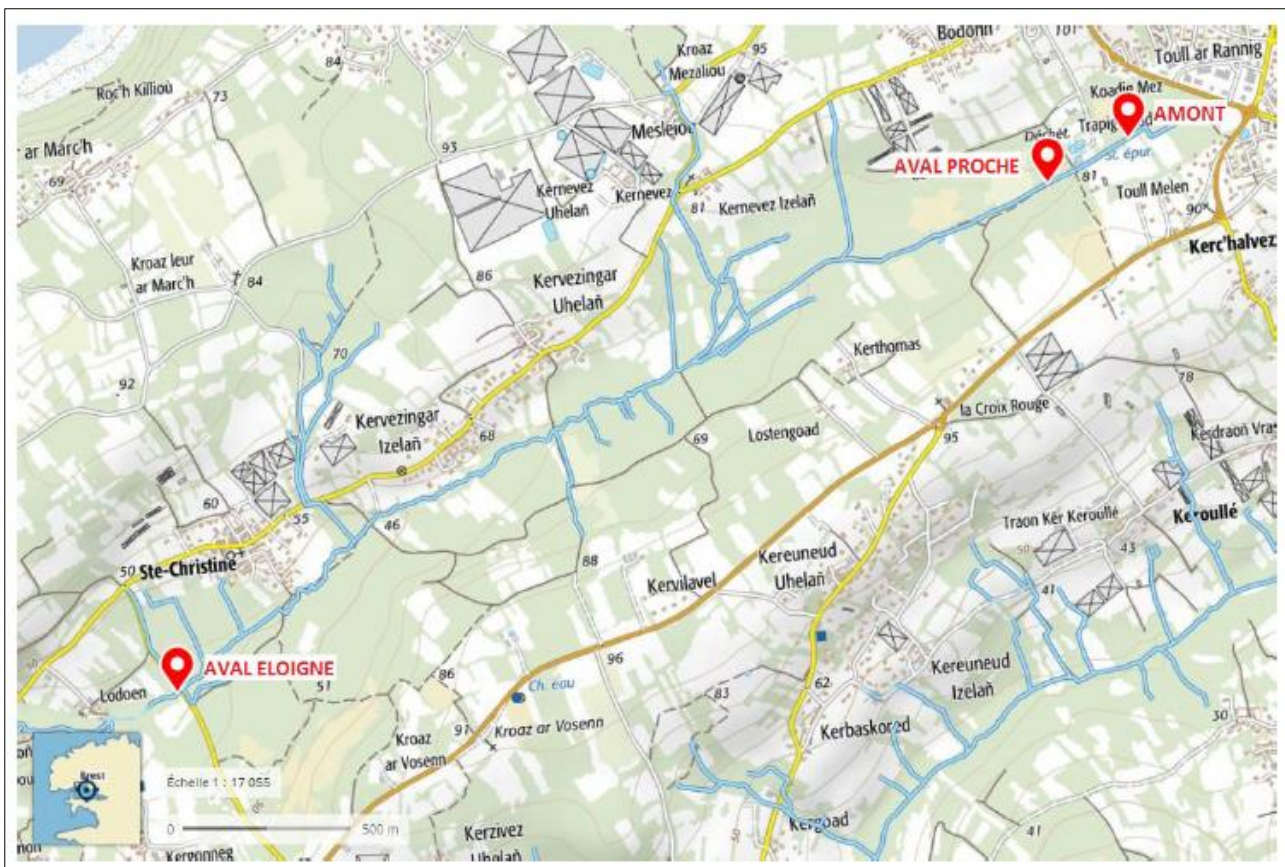 Bodonn
101
Toull ar Rannig
84
Kroaz
Mezaliou
95
Koadig Mez
AMONT
Roc'h Killiou
73
Mesleiou
AVAL PROCHE
St. épur.
81
ar Marc'h
69
93
Kernevez
Uhelañ
Kernevez
81
Kernevez Izelañ
Toull Melen
90
Kerc'halvez
Kroaz leur
ar Marc'h
84
86
Kervezingar
Uhelañ
70
92
Kerthomas
78
Kervezingar
Izelañ
68
69
Lostengoad
la Croix Rouge
95
Kerdraoñ Vras
60
55
46
Traon Kêr Keroullé
Keroullé
50
43
50
Ste-Christine
88
Kervilavel
Kereuneud
Uhelañ
41
AVAL ELOIGNE
Lodoen
51
86
96
Ch. eau
83
62
Kereuneud
Izelañ
91
Kroaz ar Vosenn
Kroaz
ar Vosenn
Kerbaskored
30
Brest
Échelle 1 : 17 055
0
500 m
Kergoad
50
41
Kergonneg
Kerzivez
Uhelañ